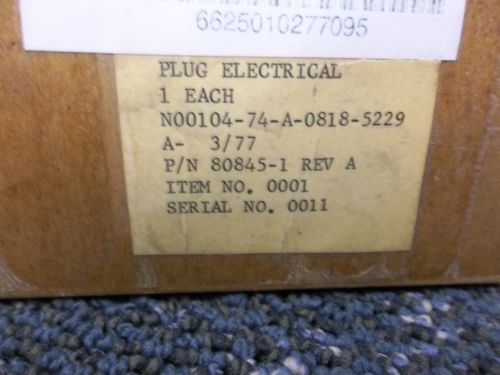 6625010277095
PLUG ELECTRICAL
1 EACH
N00104-74-A-0818-5229
A- 3/77
P/N 80845-1 REV A
ITEM NO. 0001
SERIAL NO. 0011